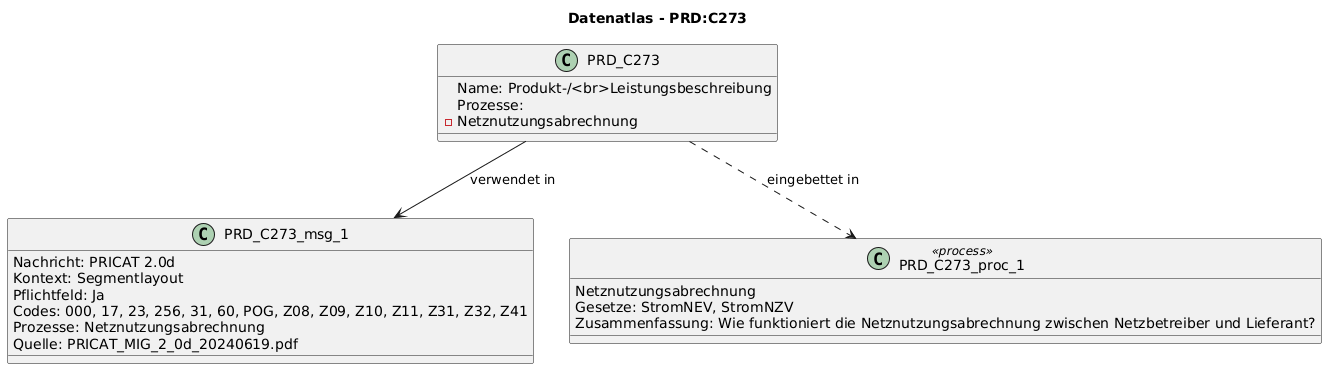 Datenatlas - PRD:C273
C PRD_C273
Name: Produkt-/<br>Leistungsbeschreibung
Prozesse:
Netznutzungsabrechnung
verwendet in
eingebettet in
C PRD_C273_msg_1
Nachricht: PRICAT 2.0d
Kontext: Segmentlayout
Pflichtfeld: Ja
Codes: 000, 17, 23, 256, 31, 60, POG, Z08, Z09, Z10, Z11, Z31, Z32, Z41
Prozesse: Netznutzungsabrechnung
Quelle: PRICAT_MIG_2_0d_20240619.pdf
«process»
C PRD_C273_proc_1
Netznutzungsabrechnung
Gesetze: StromNEV, StromNZV
Zusammenfassung: Wie funktioniert die Netznutzungsabrechnung zwischen Netzbetreiber und Lieferant?